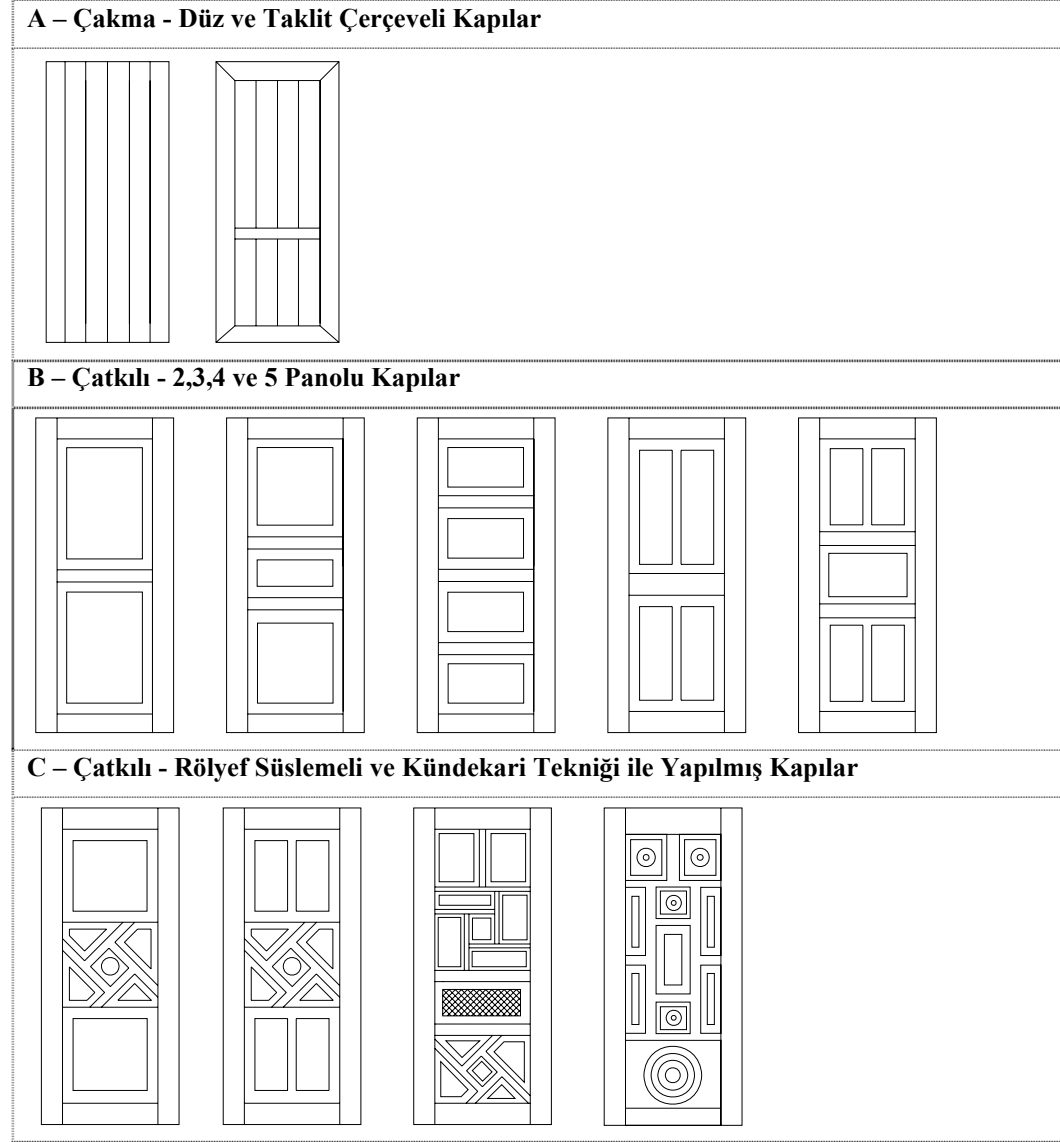 A – Çakma - Düz ve Taklit Çerçeveli Kapılar
B – Çatkılı - 2,3,4 ve 5 Panolu Kapılar
C – Çatkılı - Rölyef Süslemeli ve Kündekari Tekniği ile Yapılmış Kapılar